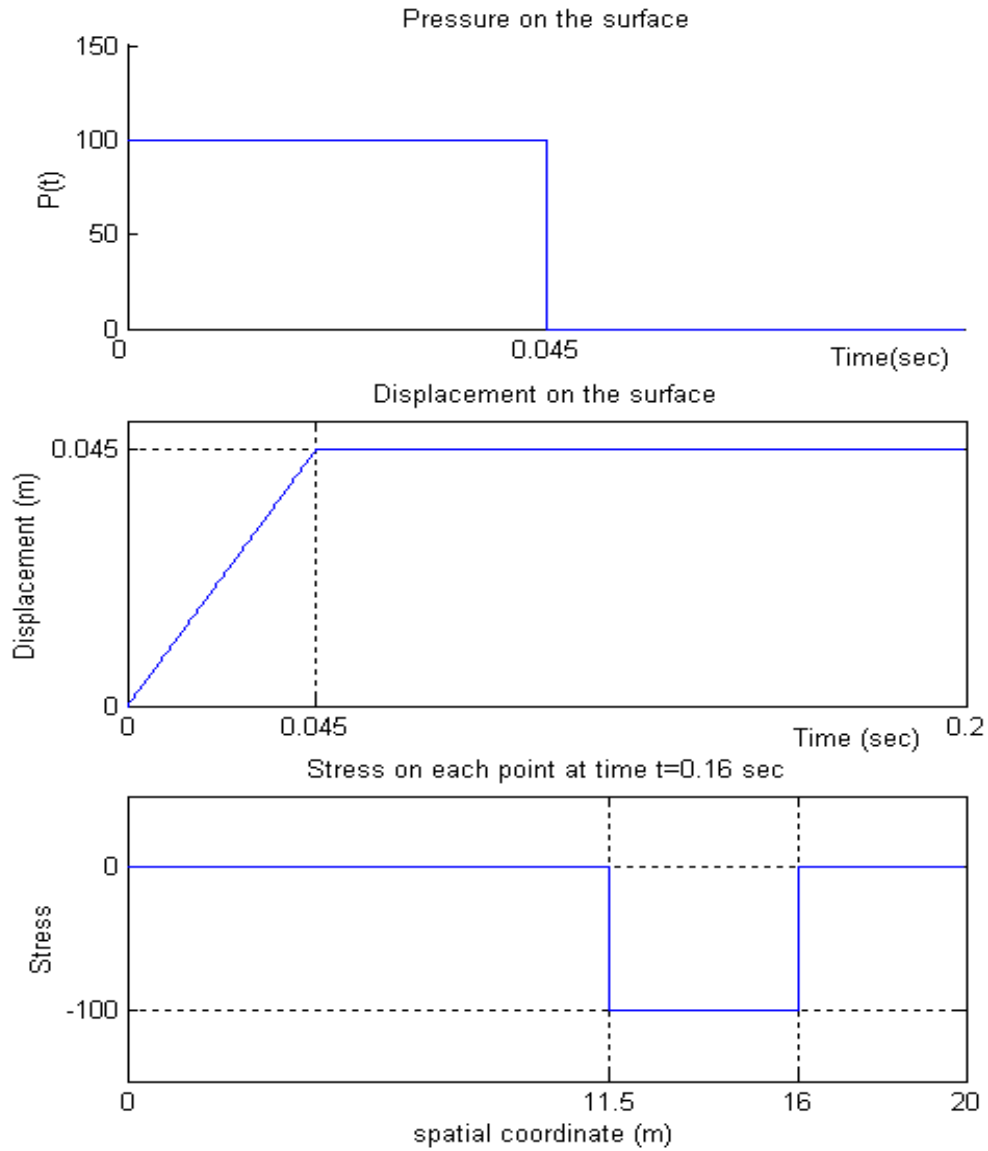 Pressure on the surface
150
100
50
0
P(t)
0
0.045
Time(sec)
Displacement on the surface
0.045
0
Displacement (m)
0
0.045
Time (sec)
0.2
Stress on each point at time t=0.16 sec
0
-100
Stress
0
11.5
16
20
spatial coordinate (m)